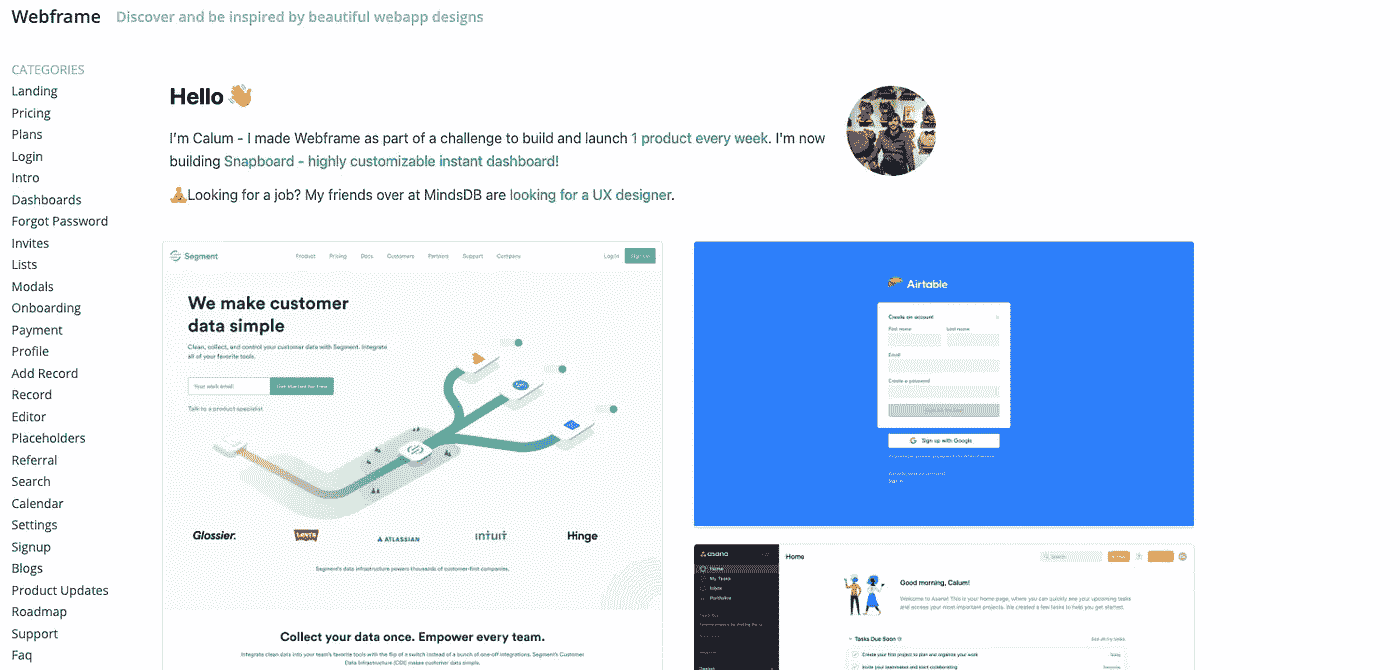 Webframe Discover and be inspired by beautiful webapp designs
CATEGORIES
Landing
Pricing
Plans
Login
Intro
Dashboards
Forgot Password
Invites
Lists
Modals
Onboarding
Payment
Profile
Add Record
Record
Editor
Placeholders
Referral
Search
Calendar
Settings
Signup
Blogs
Product Updates
Roadmap
Support
Faq
Hello
I'm Calum - I made Webframe as part of a challenge to build and launch 1 product every week. I'm now
building Snapboard - highly customizable instant dashboard!
Looking for a job? My friends over at MindsDB are looking for a UX designer.
Segment Product Pricing Docs Customers Partners Support Company Log In Sign Up
We make customer
data simple
Clean, collect, and control your customer data with Segment. Integrate
all of your favorite tools.
Your work email Get started for free
Talk to a product specialist
Glossier. LEVI'S ATLASSIAN intuit Hinge
Segment's data infrastructure powers thousands of customer-first companies.
Collect your data once. Empower every team.
Integrate clean data into your team's favorite tools with the flip of a switch instead of a bunch of one-off integrations. Segment's Customer
Data Infrastructure (CDI) makes customer data simple.
Airtable
Create an account
First name Last name
Email
Create a password
Sign up with Google
asana Home Search
Home
My Tasks
Inbox
Portfolios
Good morning, Calum!
Welcome to Asana! This is your home page, where you can quickly see your upcoming tasks
and access your most important projects. We created a few tasks to help you get started.
Tasks Due Soon See all my tasks
Create your first project to plan and organize your work
Invite your teammates and start collaborating